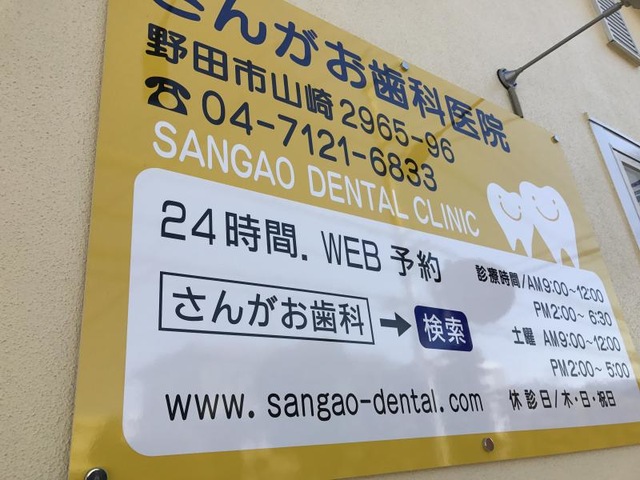 さんがお歯科医院
野田市山崎2965-96
☎ 04-7121-6833
SANGAO DENTAL CLINIC
24時間. WEB 予約
さんがお歯科 → 検索
www.sangao-dental.com
診療時間/AM9:00~12:00
PM2:00~6:30
土曜 AM9:00~12:00
PM2:00~5:00
休診日/木・日・祝日